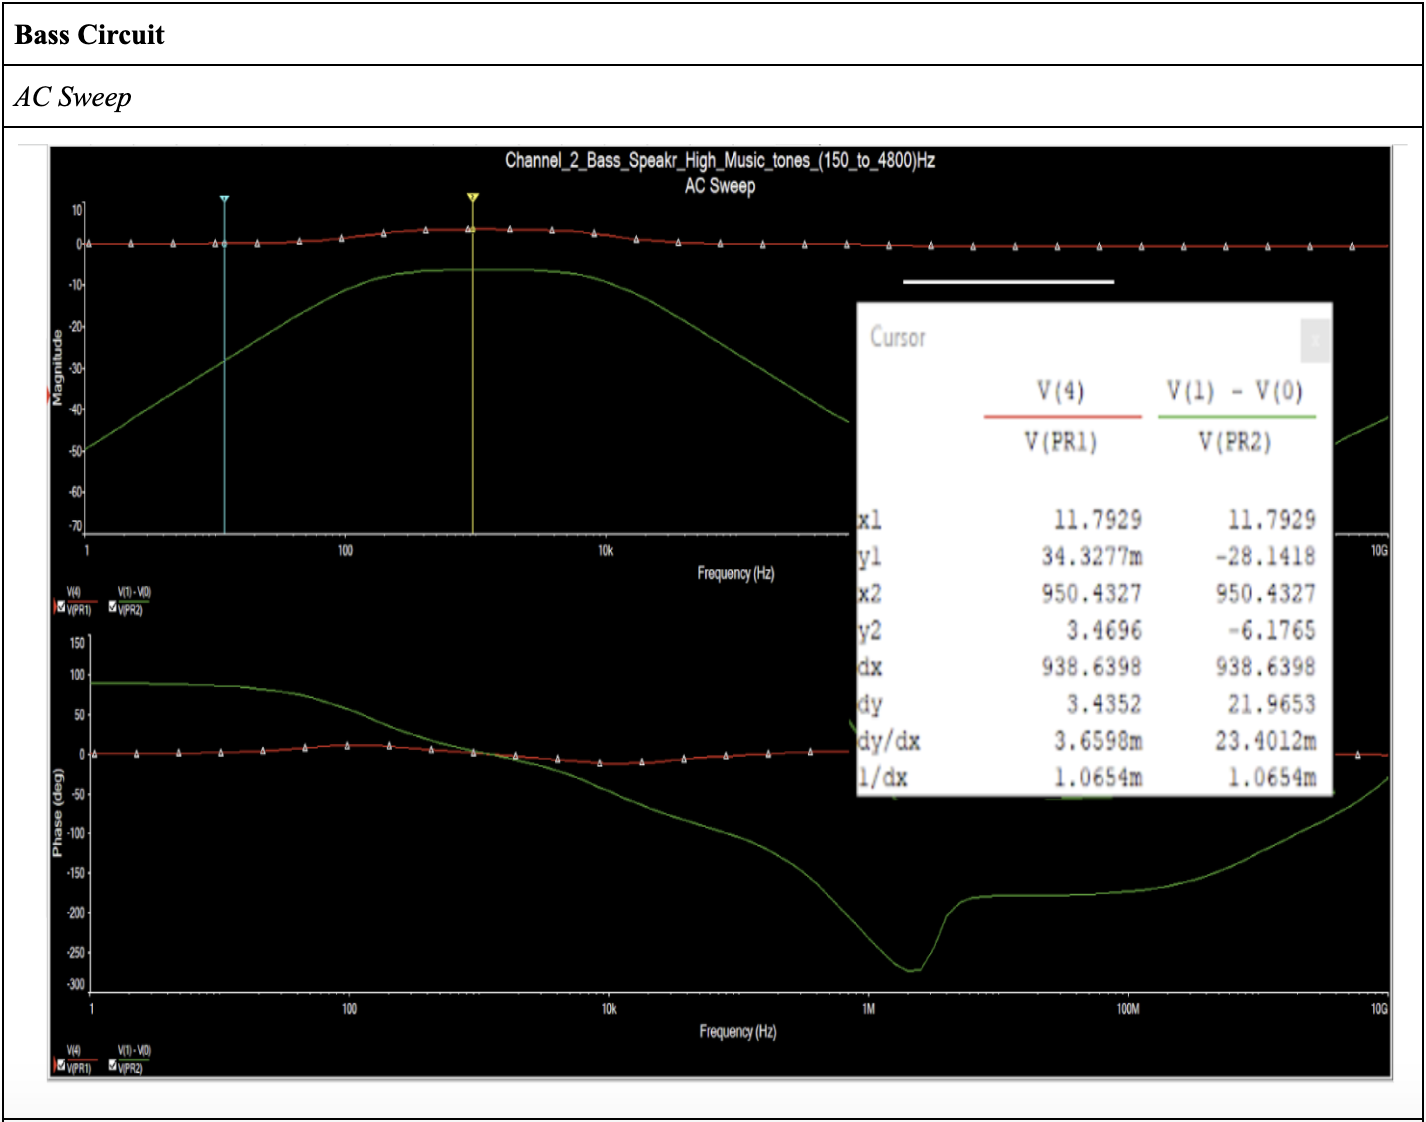 Bass Circuit
AC Sweep
Channel_2_Bass_Speakr_High_Music_tones_(150_to_4800)Hz
AC Sweep
10
0
-10
-20
-30
-40
-50
-60
-70
Magnitude
1 100 10k 10G
Frequency (Hz)
V(4) V(1) - V(0)
V(PR1) V(PR2)
Cursor
x
V(4) V(1) - V(0)
V(PR1) V(PR2)
x1 11.7929 11.7929
y1 34.3277m -28.1418
x2 950.4327 950.4327
y2 3.4696 -6.1765
dx 938.6398 938.6398
dy 3.4352 21.9653
dy/dx 3.6598m 23.4012m
1/dx 1.0654m 1.0654m
150
100
50
0
-50
-100
-150
-200
-250
-300
Phase (deg)
1 100 10k 1M 100M 10G
Frequency (Hz)
V(4) V(1) - V(0)
V(PR1) V(PR2)